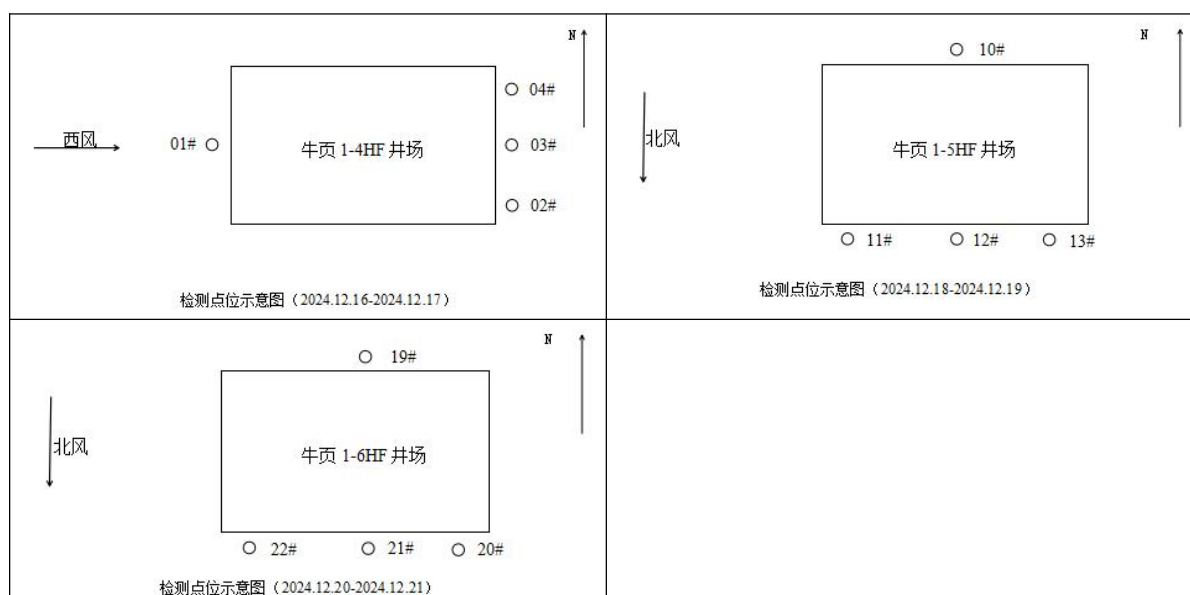 N
04#
西风
01#
牛页 1-4HF 井场
03#
02#
检测点位示意图（2024.12.16-2024.12.17）
N
10#
北风
牛页 1-5HF 井场
11#
12#
13#
检测点位示意图（2024.12.18-2024.12.19）
N
19#
北风
牛页 1-6HF 井场
22#
21#
20#
检测点位示意图（2024.12.20-2024.12.21）